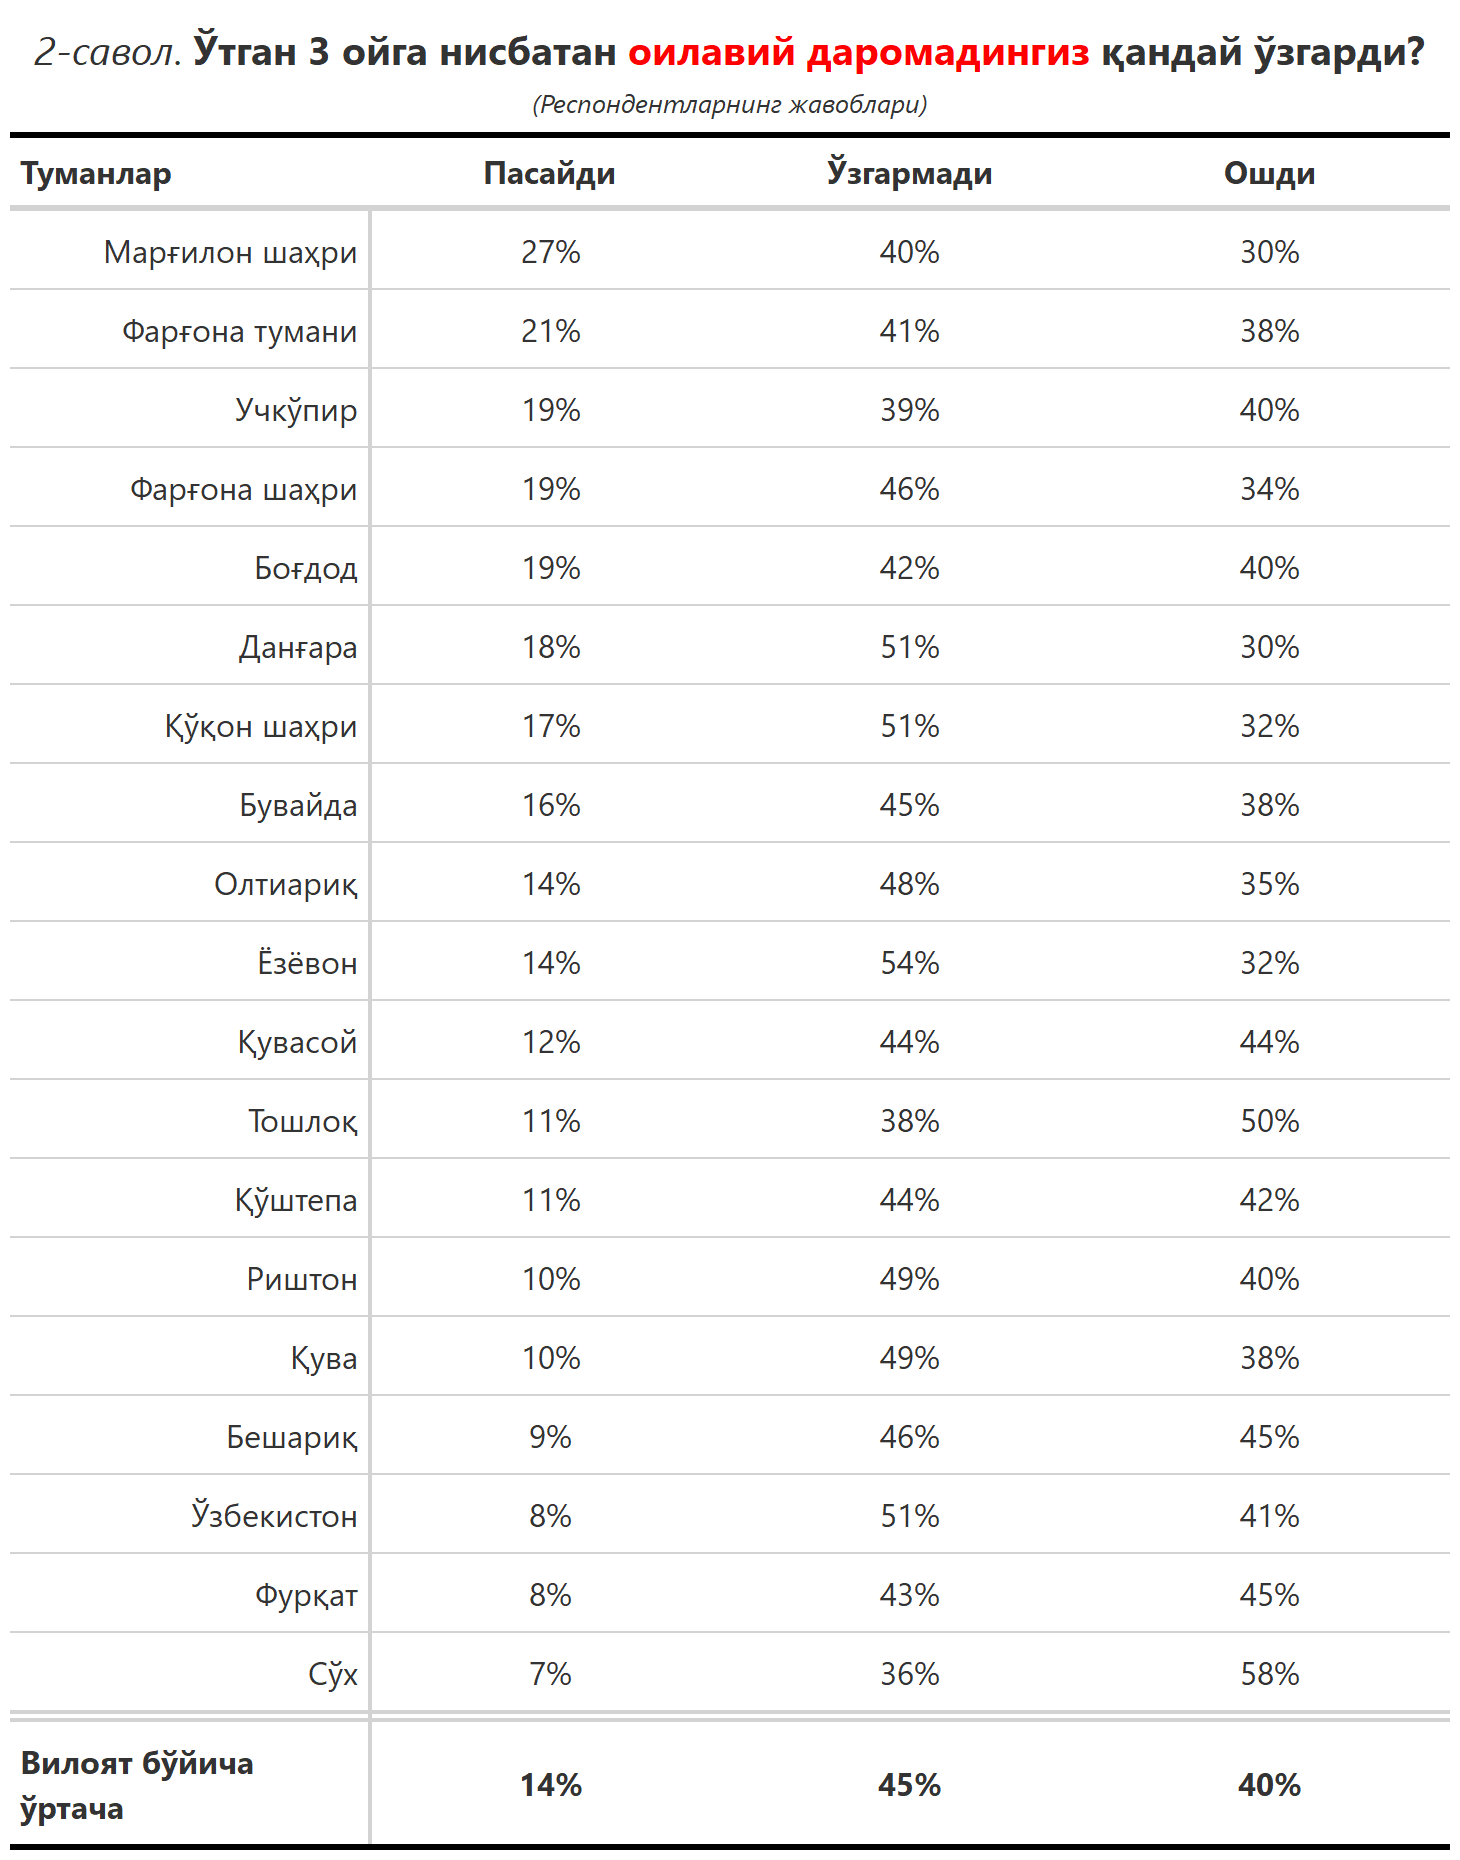 2-савол. Ўтган 3 ойга нисбатан оилавий даромадингиз қандай ўзгарди?
(Респондентларнинг жавоблари)
Туманлар Пасайди Ўзгармади Ошди
Марғилон шаҳри 27% 40% 30%
Фарғона тумани 21% 41% 38%
Учкўпир 19% 39% 40%
Фарғона шаҳри 19% 46% 34%
Боғдод 19% 42% 40%
Данғара 18% 51% 30%
Қўқон шаҳри 17% 51% 32%
Бувайда 16% 45% 38%
Олтиариқ 14% 48% 35%
Ёзёвон 14% 54% 32%
Қувасой 12% 44% 44%
Тошлоқ 11% 38% 50%
Қўштепа 11% 44% 42%
Риштон 10% 49% 40%
Қува 10% 49% 38%
Бешариқ 9% 46% 45%
Ўзбекистон 8% 51% 41%
Фурқат 8% 43% 45%
Сўх 7% 36% 58%
Вилоят бўйича
ўртача 14% 45% 40%